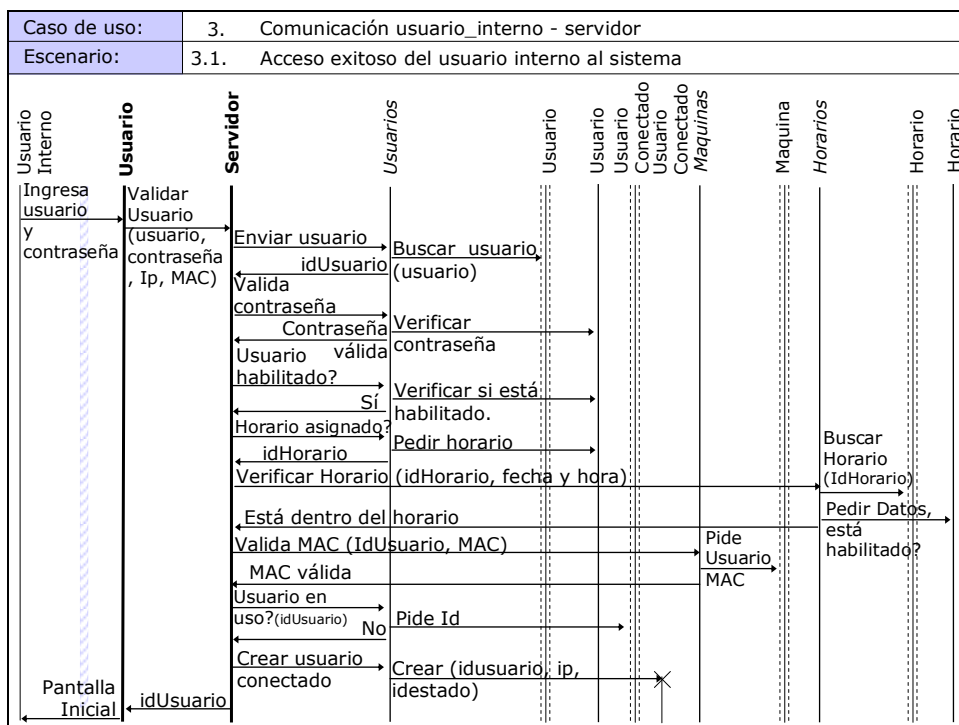 Caso de uso: 3. Comunicación usuario_interno - servidor
Escenario: 3.1. Acceso exitoso del usuario interno al sistema
Usuario
Interno
Usuario
Servidor
Usuarios
Usuario
Usuario
Usuario
Conectado
Usuario
Conectado
Maquinas
Maquina
Horarios
Horario
Horario
Ingresa
usuario
y
contraseña
Validar
Usuario
(usuario,
contraseña
, Ip, MAC)
Enviar usuario
Buscar usuario
(usuario)
idUsuario
Valida
contraseña
Verificar
contraseña
Contraseña
válida
Usuario
habilitado?
Verificar si está
habilitado.
Sí
Horario asignado?
Pedir horario
idHorario
Verificar Horario (idHorario, fecha y hora)
Buscar
Horario
(IdHorario)
Pedir Datos,
está
habilitado?
Está dentro del horario
Valida MAC (IdUsuario, MAC)
Pide
Usuario
MAC
MAC válida
Usuario en
uso?(idUsuario)
Pide Id
No
Crear usuario
conectado
Crear (idusuario, ip,
idestado)
idUsuario
Pantalla
Inicial